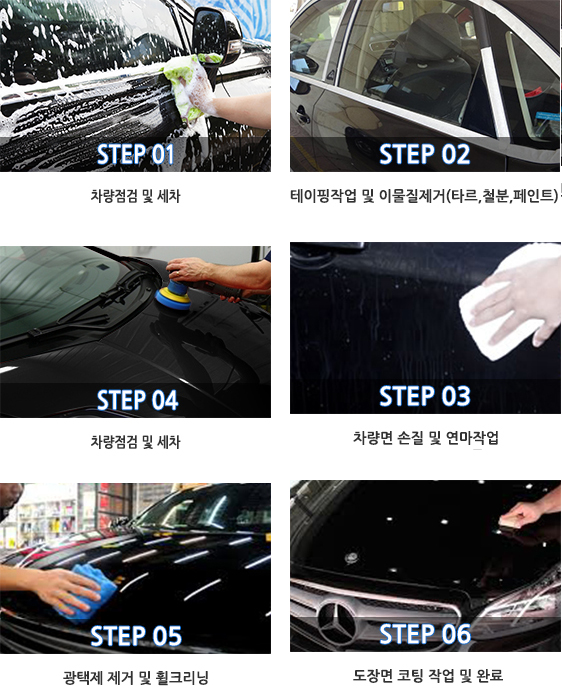 STEP 01
차량점검 및 세차
STEP 02
테이핑작업 및 이물질제거(타르,철분,페인트)
STEP 04
차량점검 및 세차
STEP 03
차량면 손질 및 연마작업
STEP 05
광택제 제거 및 휠크리닝
STEP 06
도장면 코팅 작업 및 완료